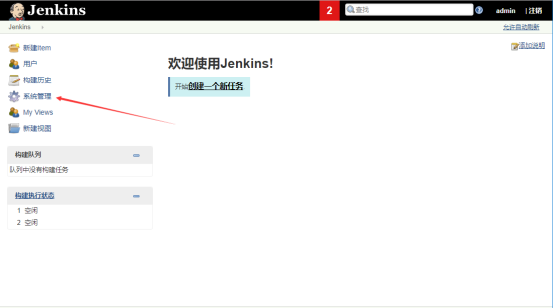 Jenkins
2
查找
admin
| 注销
Jenkins
允许自动刷新
新建Item
用户
构建历史
系统管理
My Views
新建视图
添加说明
欢迎使用Jenkins!
开始创建一个新任务
构建队列
队列中没有构建任务
构建执行状态
1 空闲
2 空闲